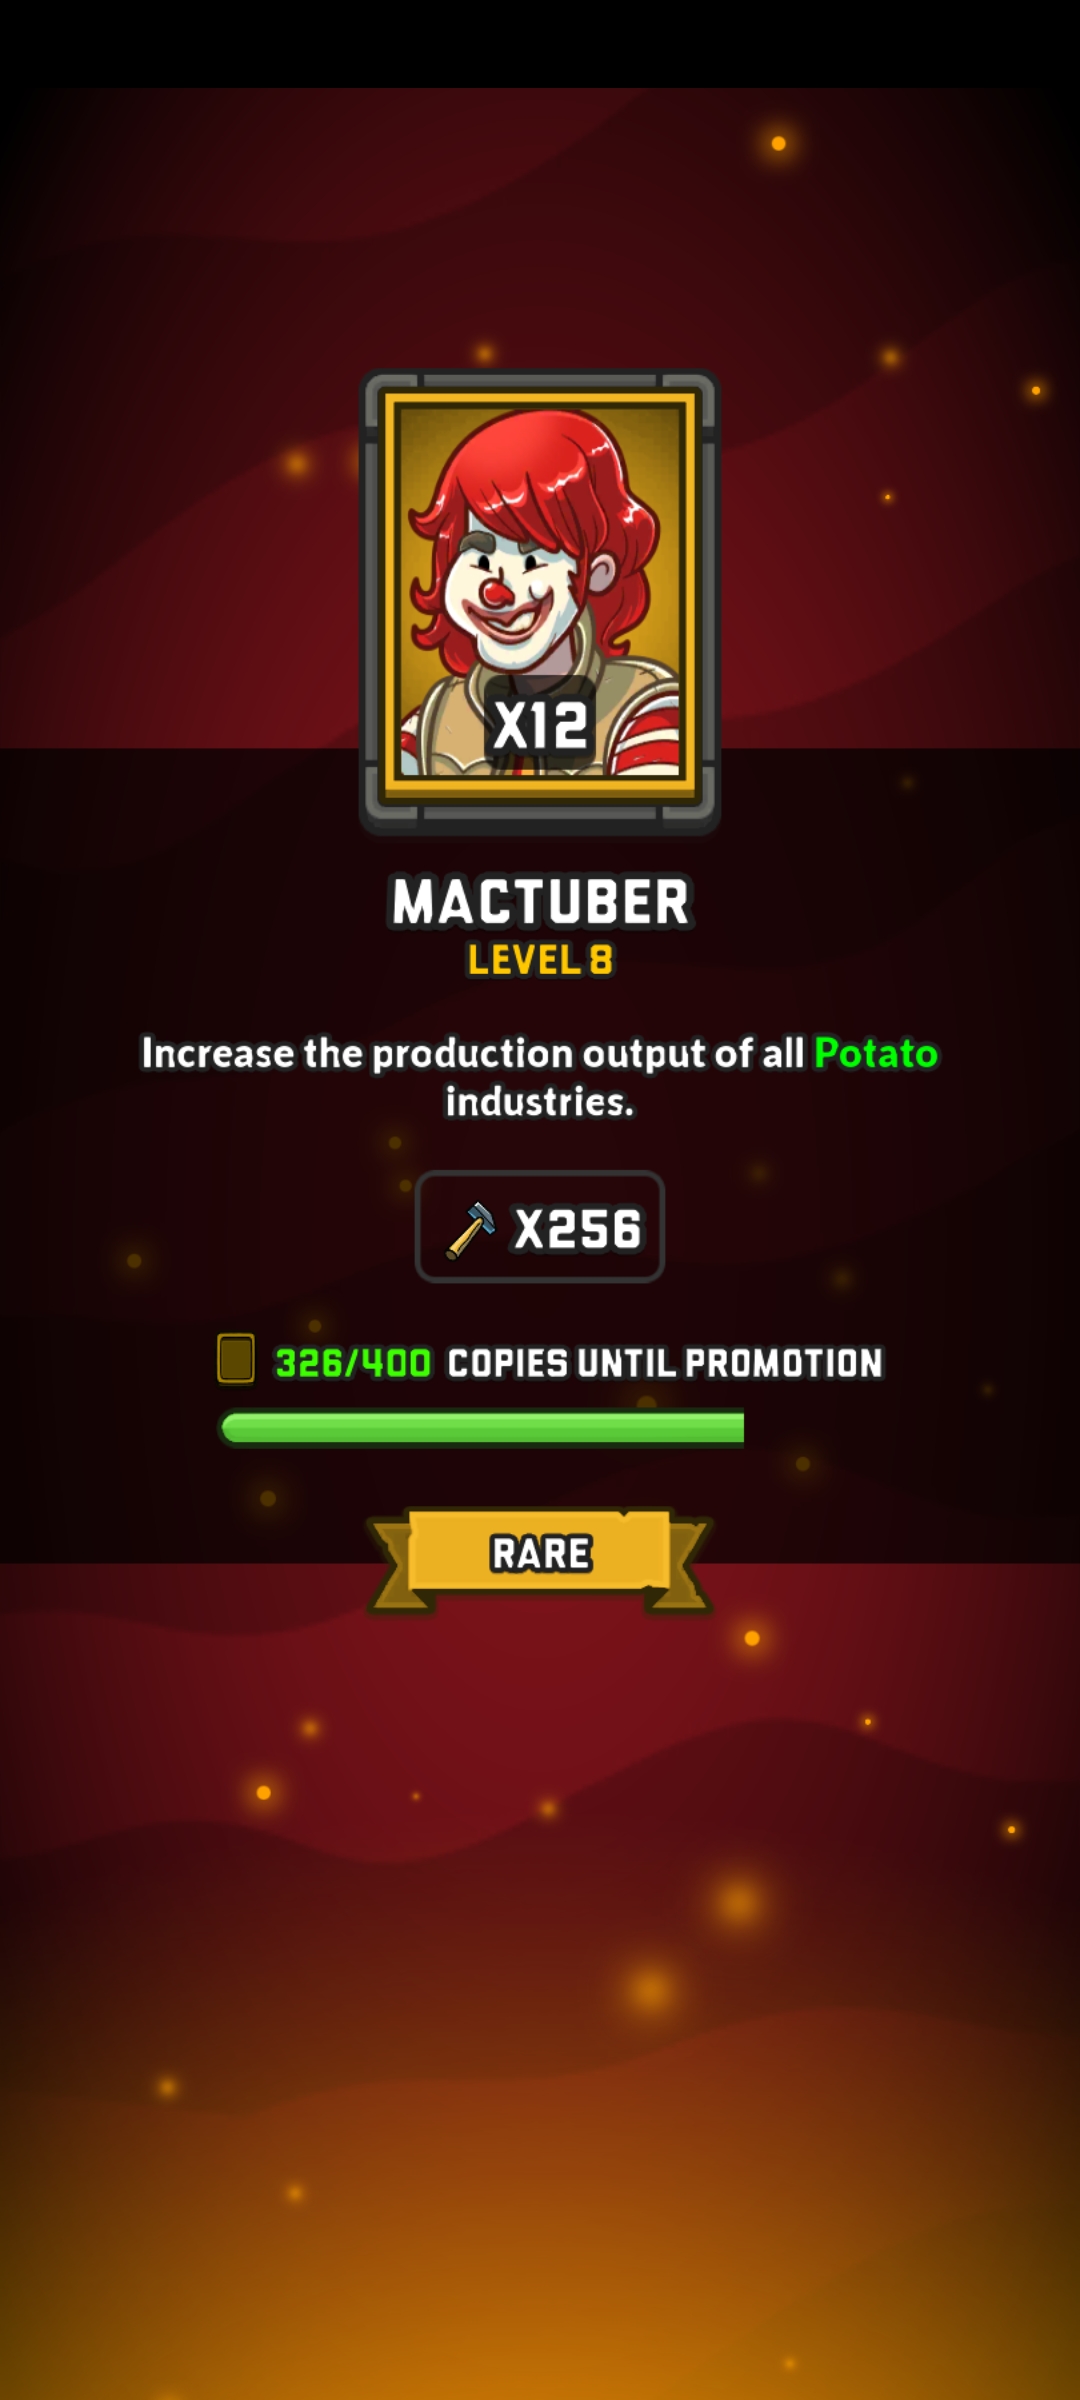 X12
MACTUBER
LEVEL 8
Increase the production output of all Potato
industries.
X256
326/400 COPIES UNTIL PROMOTION
RARE